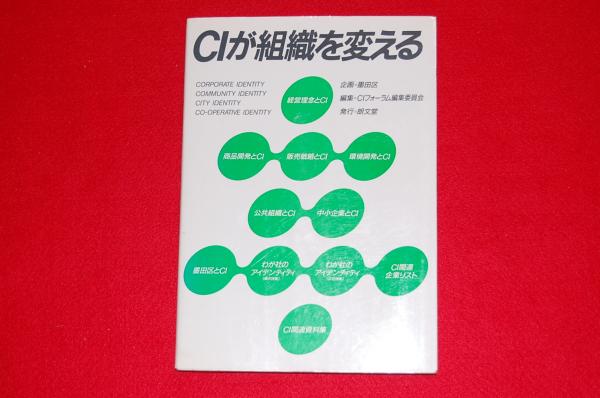 CIが組織を変える
CORPORATE IDENTITY
COMMUNITY IDENTITY
CITY IDENTITY
CO-OPERATIVE IDENTITY
企画・墨田区
編集・CIフォーラム編集委員会
発行・朗文堂
経営理念とCI
商品開発とCI
販売戦略とCI
環境開発とCI
公共組織とCI
中小企業とCI
墨田区とCI
わが社の
アイデンティティ
わが社の
アイデンティティ
CI関連
企業リスト
CI関連資料集